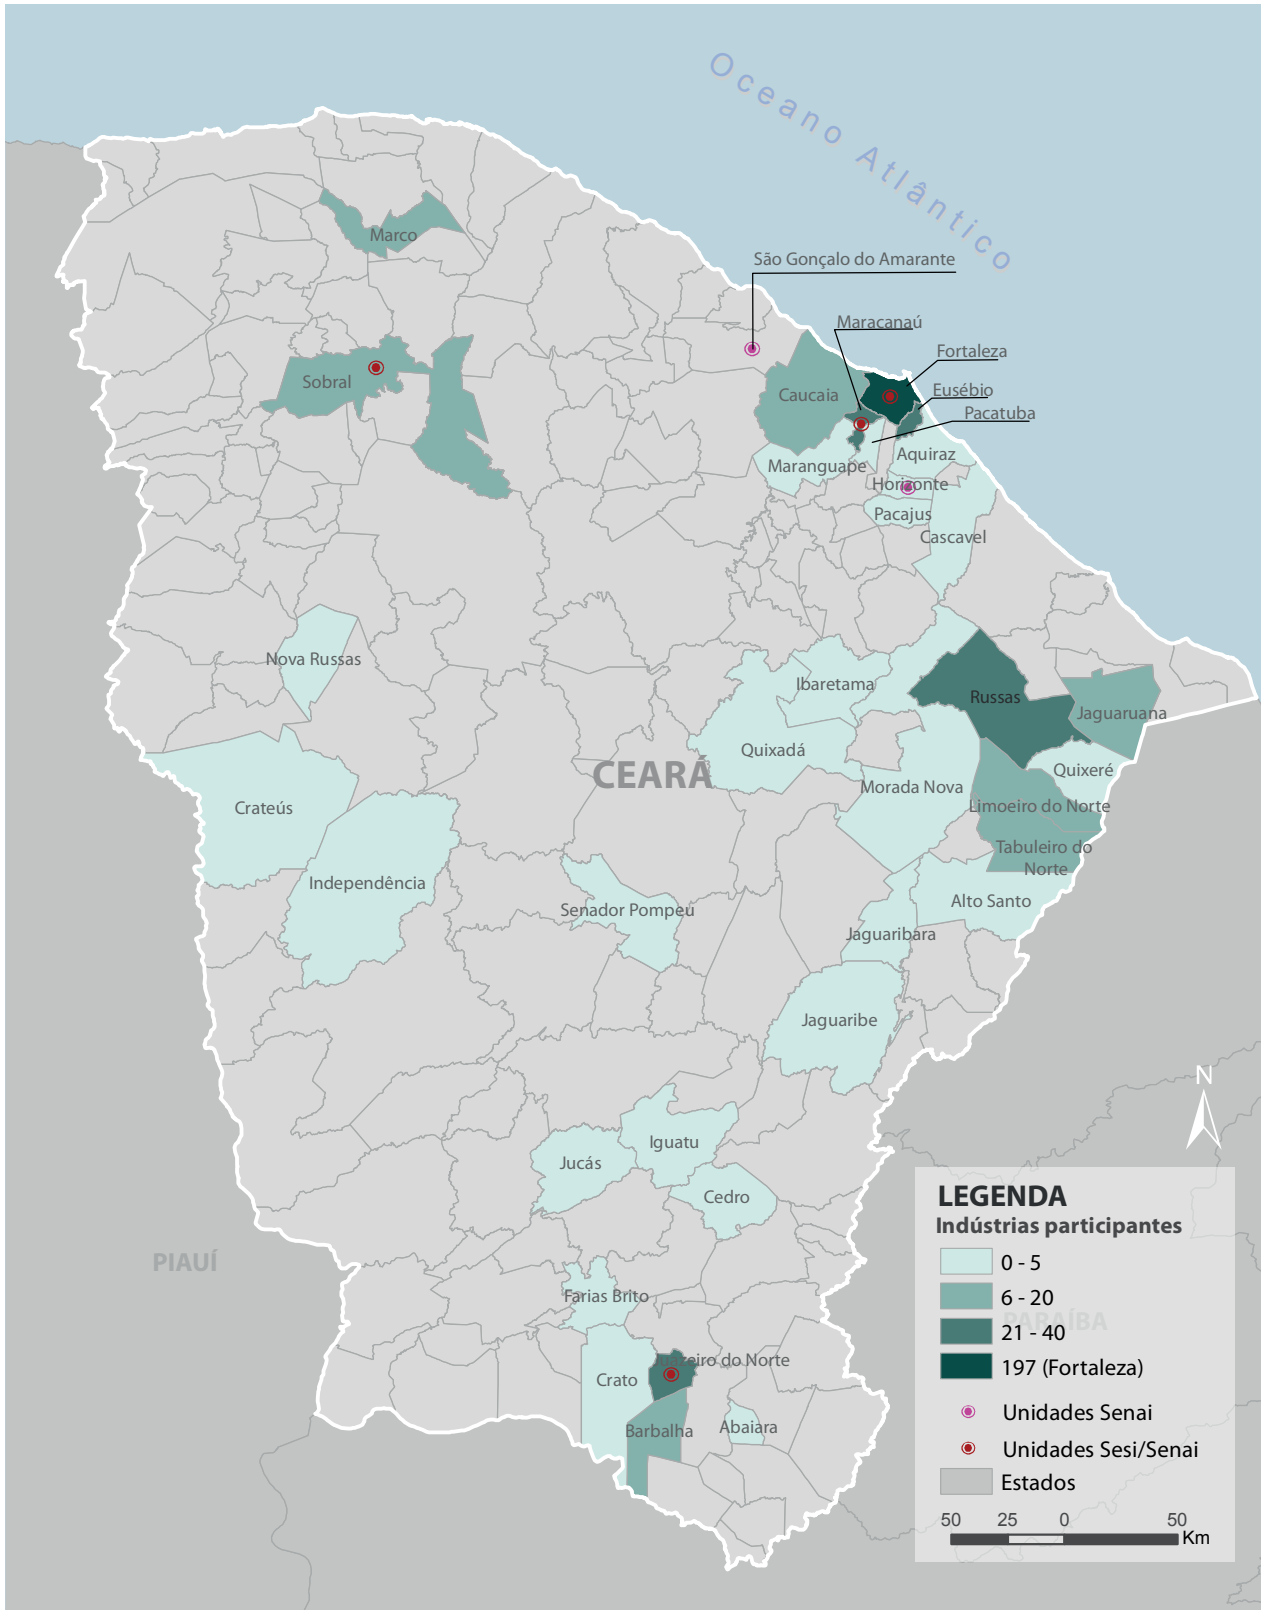 Oceano Atlântico
Marco
São Gonçalo do Amarante
Maracanaú
Fortaleza
Eusébio
Pacatuba
Sobral
Caucaia
Aquiraz
Maranguape
Horizonte
Pacajus
Cascavel
Nova Russas
Ibaretama
Russas
Jaguaruana
Quixadá
CEARÁ
Quixeré
Morada Nova
Crateús
Limoeiro do Norte
Tabuleiro do
Norte
Independência
Senador Pompeu
Alto Santo
Jaguaribara
Jaguaribe
Iguatu
Jucás
Cedro
PIAUÍ
Farias Brito
Juazeiro do Norte
Crato
Barbalha
Abaiara
N
LEGENDA
Indústrias participantes
0 - 5
6 - 20
PARAÍBA
21 - 40
197 (Fortaleza)
Unidades Senai
Unidades Sesi/Senai
Estados
50 25 0 50
Km